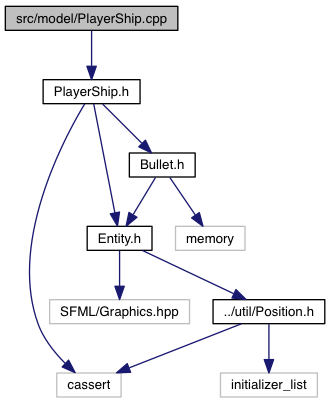 src/model/PlayerShip.cpp
PlayerShip.h
Bullet.h
Entity.h
memory
SFML/Graphics.hpp
../util/Position.h
cassert
initializer_list